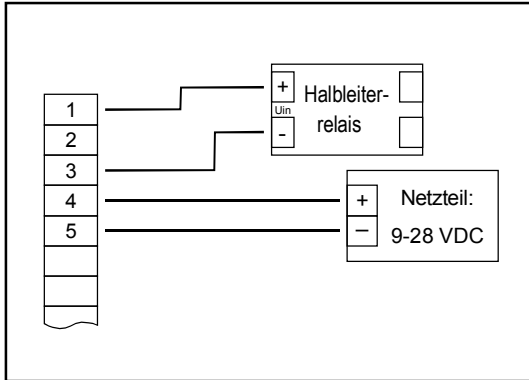 1
2
3
4
5
+
Uin
-
Halbleiter-
relais
+
–
Netzteil:
9-28 VDC